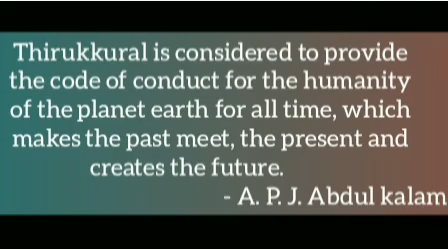 Thirukkural is considered to provide
the code of conduct for the humanity
of the planet earth for all time, which
makes the past meet, the present and
creates the future.
- A. P. J. Abdul kalam